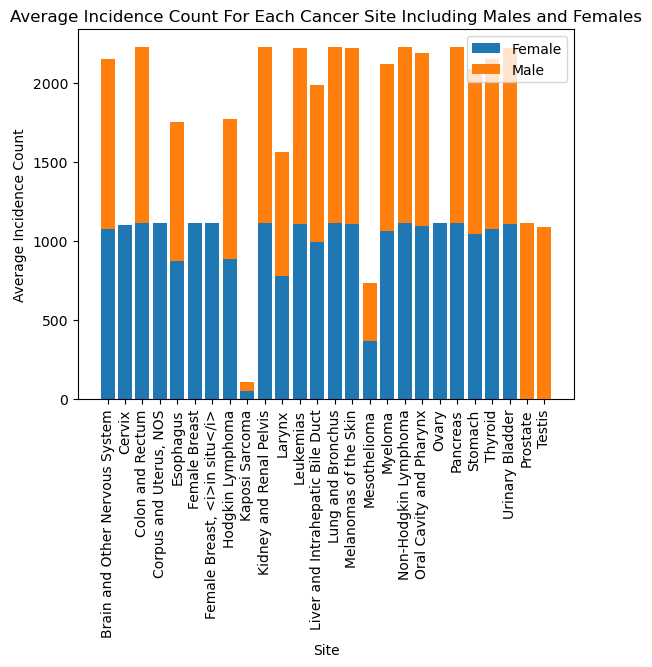 Average Incidence Count For Each Cancer Site Including Males and Females
Female
Male
Average Incidence Count
2000
1500
1000
500
0
Brain and Other Nervous System
Cervix
Colon and Rectum
Corpus and Uterus, NOS
Esophagus
Female Breast
Female Breast, <i>in situ</i>
Hodgkin Lymphoma
Kaposi Sarcoma
Kidney and Renal Pelvis
Larynx
Leukemias
Liver and Intrahepatic Bile Duct
Lung and Bronchus
Melanomas of the Skin
Mesothelioma
Myeloma
Non-Hodgkin Lymphoma
Oral Cavity and Pharynx
Ovary
Pancreas
Stomach
Thyroid
Urinary Bladder
Prostate
Testis
Site